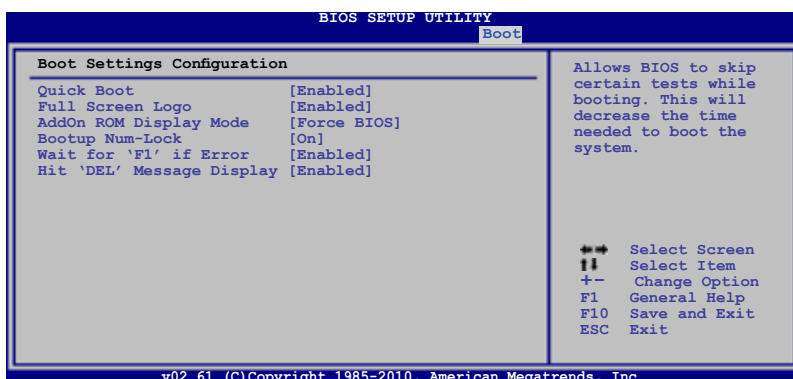 BIOS SETUP UTILITY
Boot
Boot Settings Configuration
Quick Boot [Enabled]
Full Screen Logo [Enabled]
AddOn ROM Display Mode [Force BIOS]
Bootup Num-Lock [On]
Wait for ‘F1’ if Error [Enabled]
Hit ‘DEL’ Message Display [Enabled]
Allows BIOS to skip
certain tests while
booting. This will
decrease the time
needed to boot the
system.
Select Screen
Select Item
+- Change Option
F1 General Help
F10 Save and Exit
ESC Exit
v02.61 (C)Copyright 1985-2010, American Megatrends, Inc.